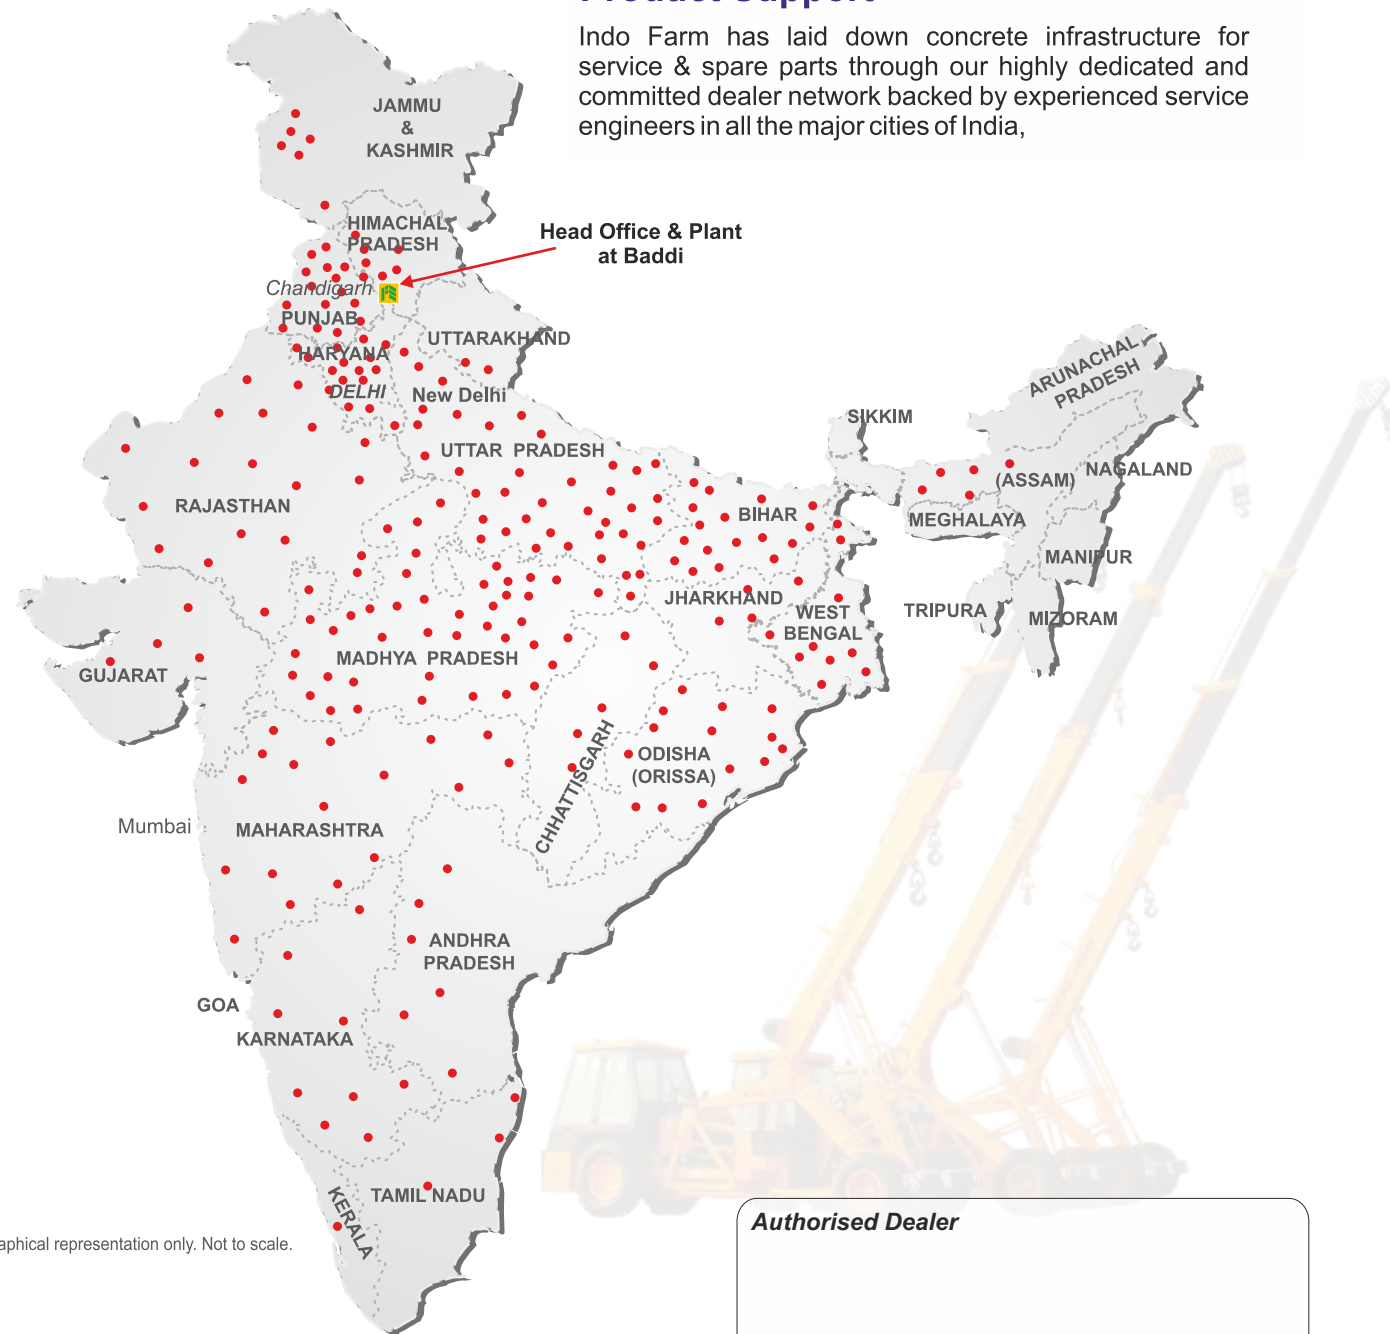 Product Support
Indo Farm has laid down concrete infrastructure for
service & spare parts through our highly dedicated and
committed dealer network backed by experienced service
engineers in all the major cities of India,
JAMMU
&
KASHMIR
HIMACHAL
PRADESH
Head Office & Plant
at Baddi
Chandigarh
PUNJAB
UTTARAKHAND
HARYANA
DELHI
New Delhi
ARUNACHAL
PRADESH
SIKKIM
UTTAR PRADESH
NAGALAND
(ASSAM)
RAJASTHAN
BIHAR
MEGHALAYA
MANIPUR
JHARKHAND
WEST
BENGAL
TRIPURA
MIZORAM
MADHYA PRADESH
GUJARAT
CHHATTISGARH
ODISHA
(ORISSA)
Mumbai
MAHARASHTRA
ANDHRA
PRADESH
GOA
KARNATAKA
KERALA
TAMIL NADU
aphical representation only. Not to scale.
Authorised Dealer